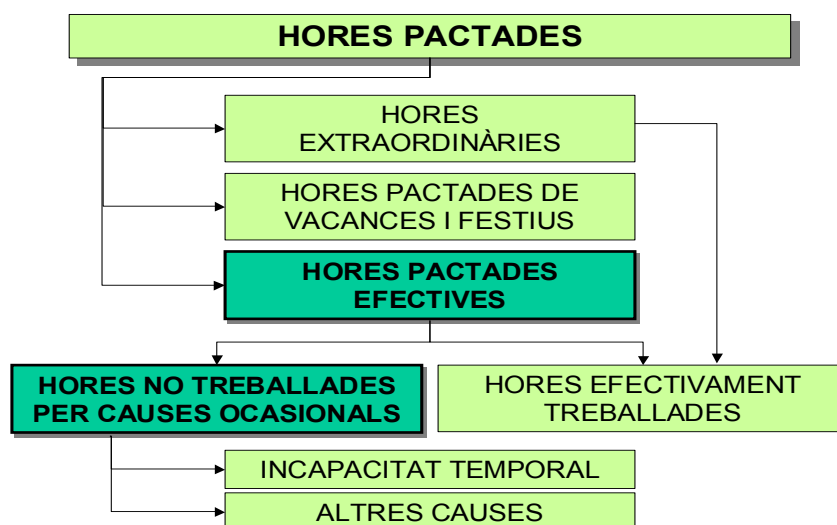 HORES PACTADES
HORES
EXTRAORDINÀRIES
HORES PACTADES DE
VACANCES I FESTIUS
HORES PACTADES
EFECTIVES
HORES NO TREBALLADES
PER CAUSES OCASIONALS
HORES EFECTIVAMENT
TREBALLADES
INCAPACITAT TEMPORAL
ALTRES CAUSES